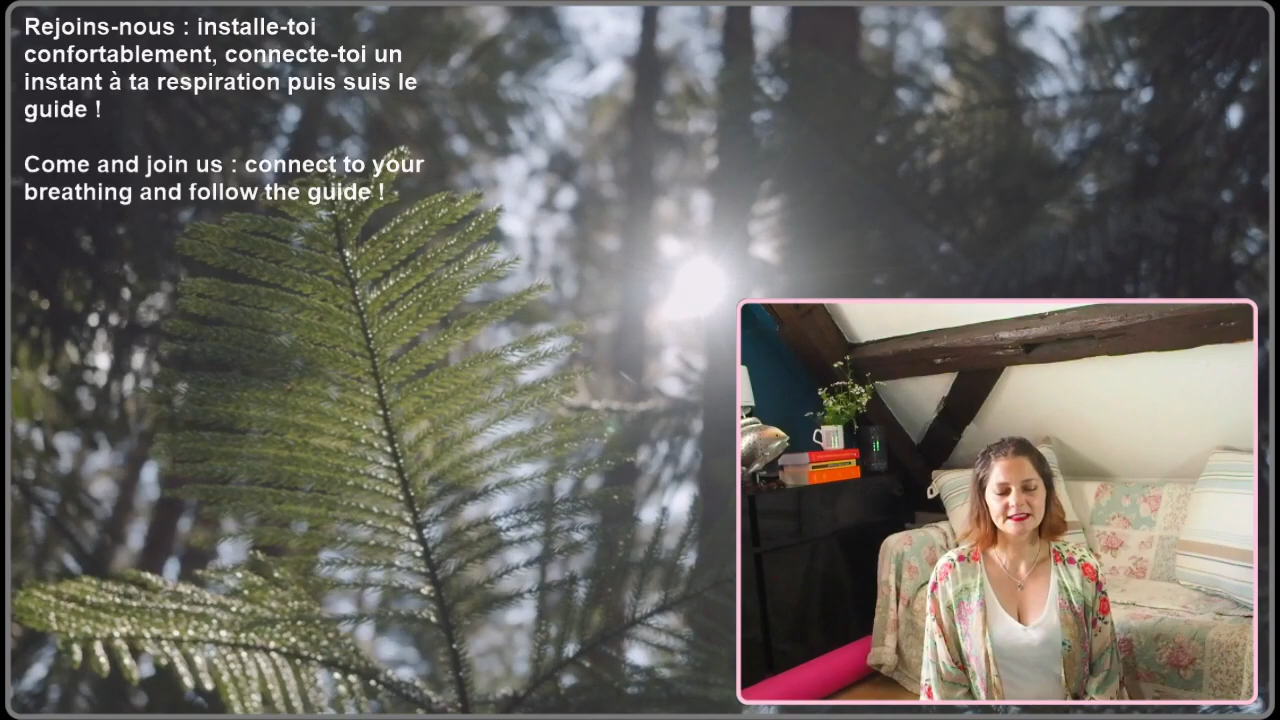 Rejoins-nous : installe-toi
confortablement, connecte-toi un
instant à ta respiration puis suis le
guide !
Come and join us : connect to your
breathing and follow the guide !